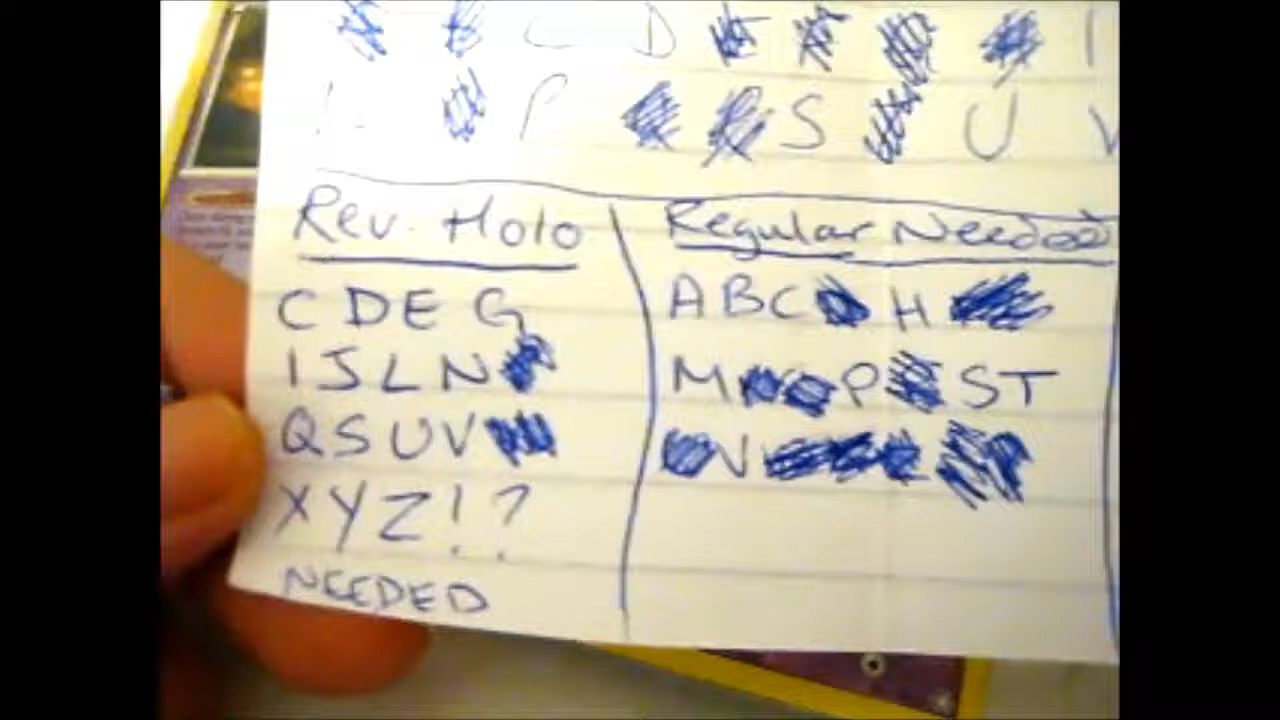 C D
P S U V
Rev. Holo
C D E G
I J L N
Q S U V
X Y Z ! ?
NEEDED
Regular Needed
A B C H
M P S T
V